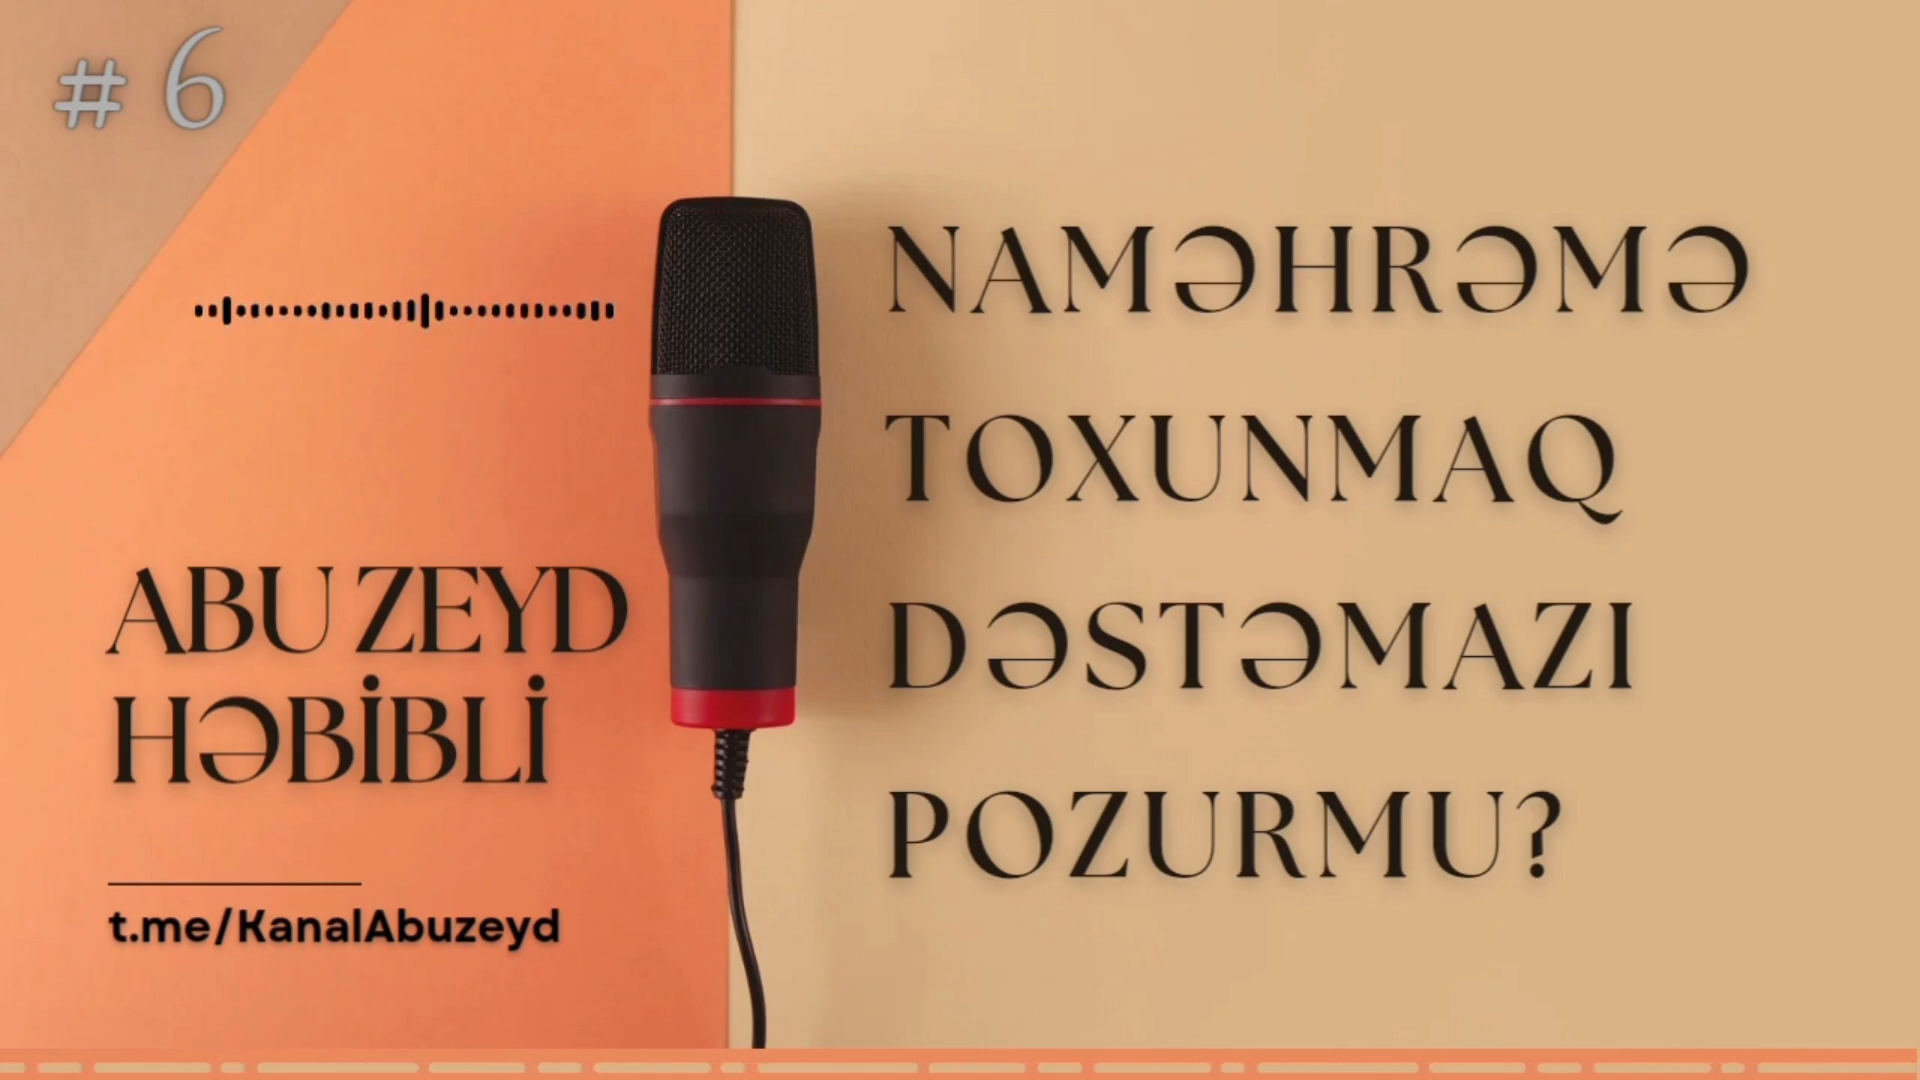 # 6
ABU ZEYD
HƏBİBLİ
t.me/KanalAbuzeyd
NAMƏHRƏMƏ
TOXUNMAQ
DƏSTƏMAZI
POZURMU?